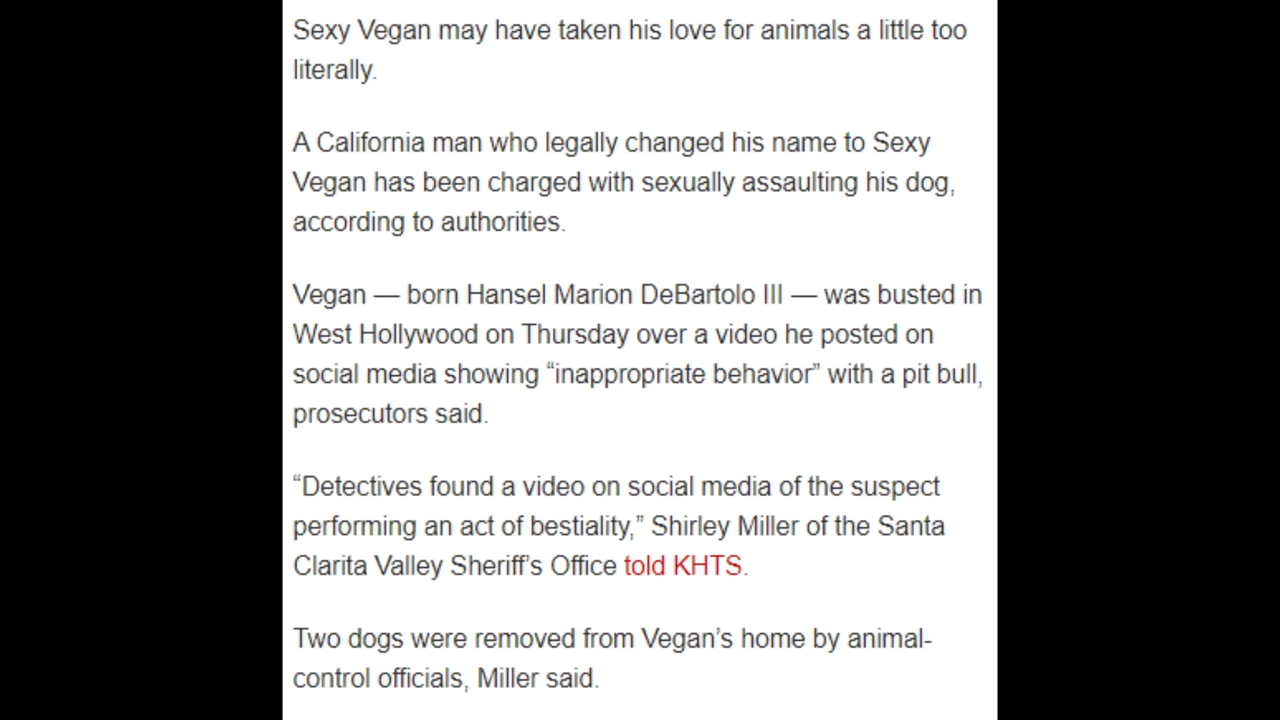 Sexy Vegan may have taken his love for animals a little too
literally.
A California man who legally changed his name to Sexy
Vegan has been charged with sexually assaulting his dog,
according to authorities.
Vegan — born Hansel Marion DeBartolo III — was busted in
West Hollywood on Thursday over a video he posted on
social media showing “inappropriate behavior” with a pit bull,
prosecutors said.
“Detectives found a video on social media of the suspect
performing an act of bestiality,” Shirley Miller of the Santa
Clarita Valley Sheriff’s Office told KHTS.
Two dogs were removed from Vegan’s home by animal-
control officials, Miller said.